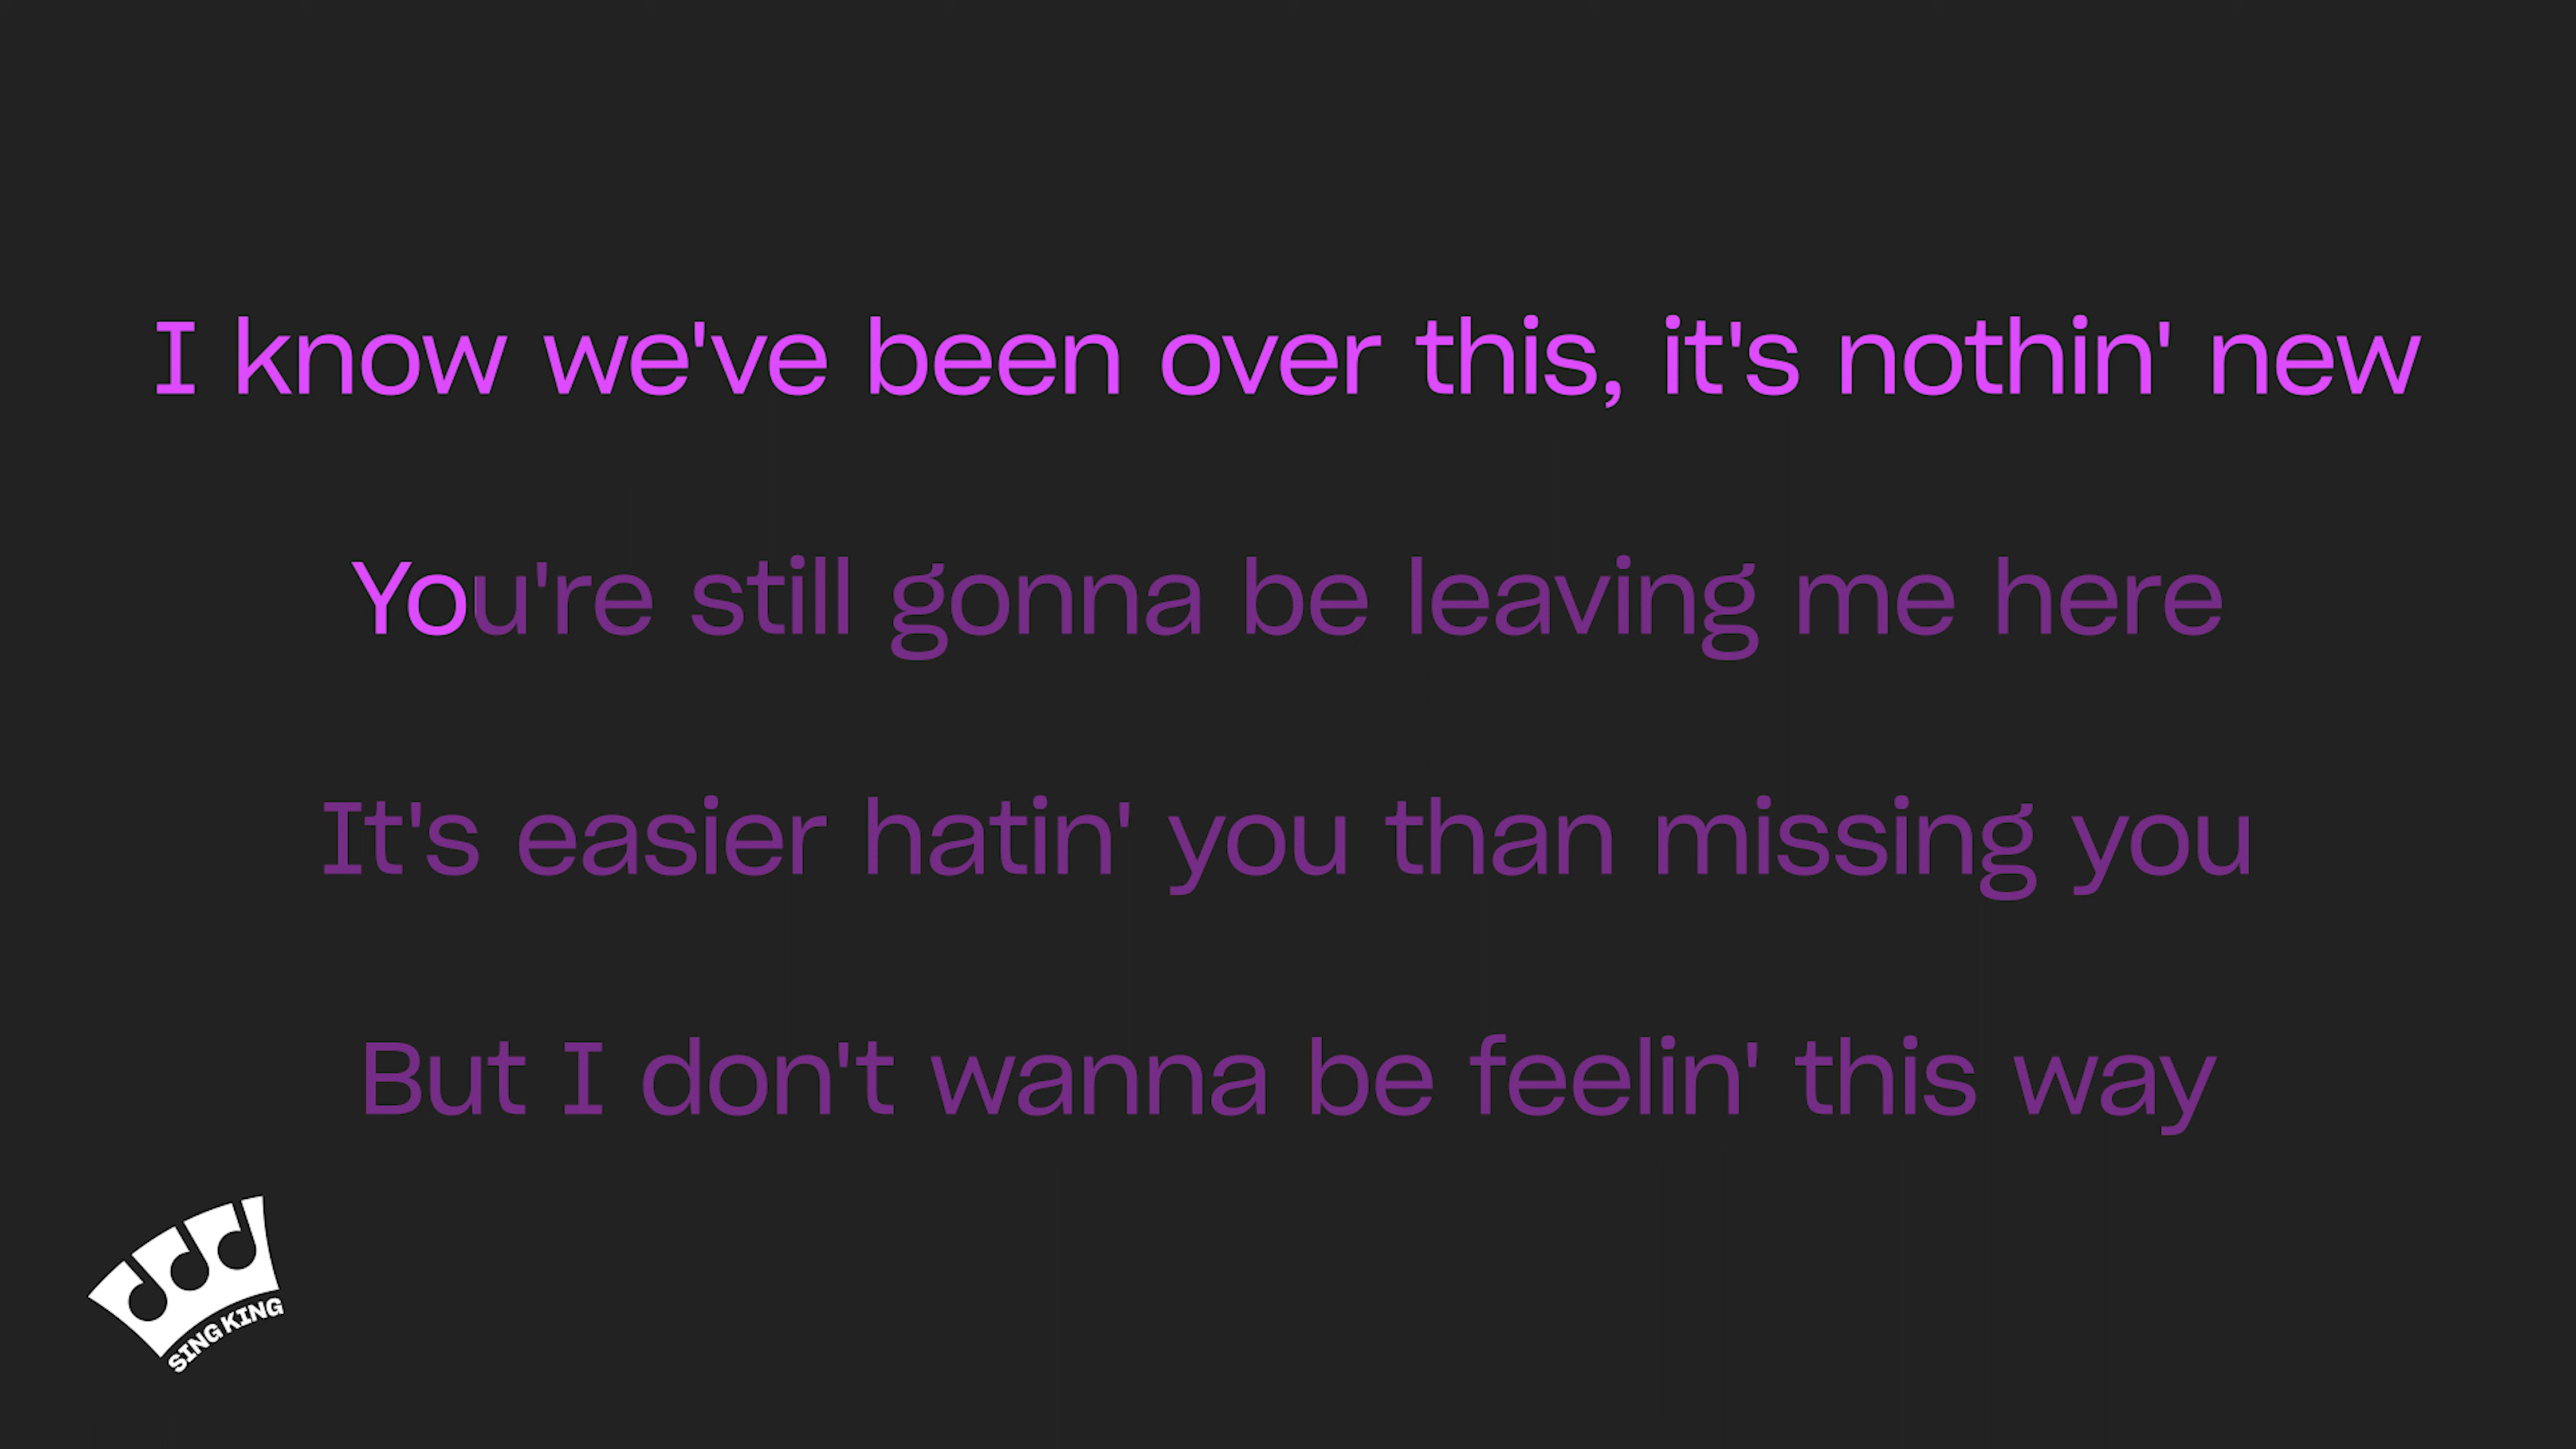 I know we've been over this, it's nothin' new
You're still gonna be leaving me here
It's easier hatin' you than missing you
But I don't wanna be feelin' this way
SING KING